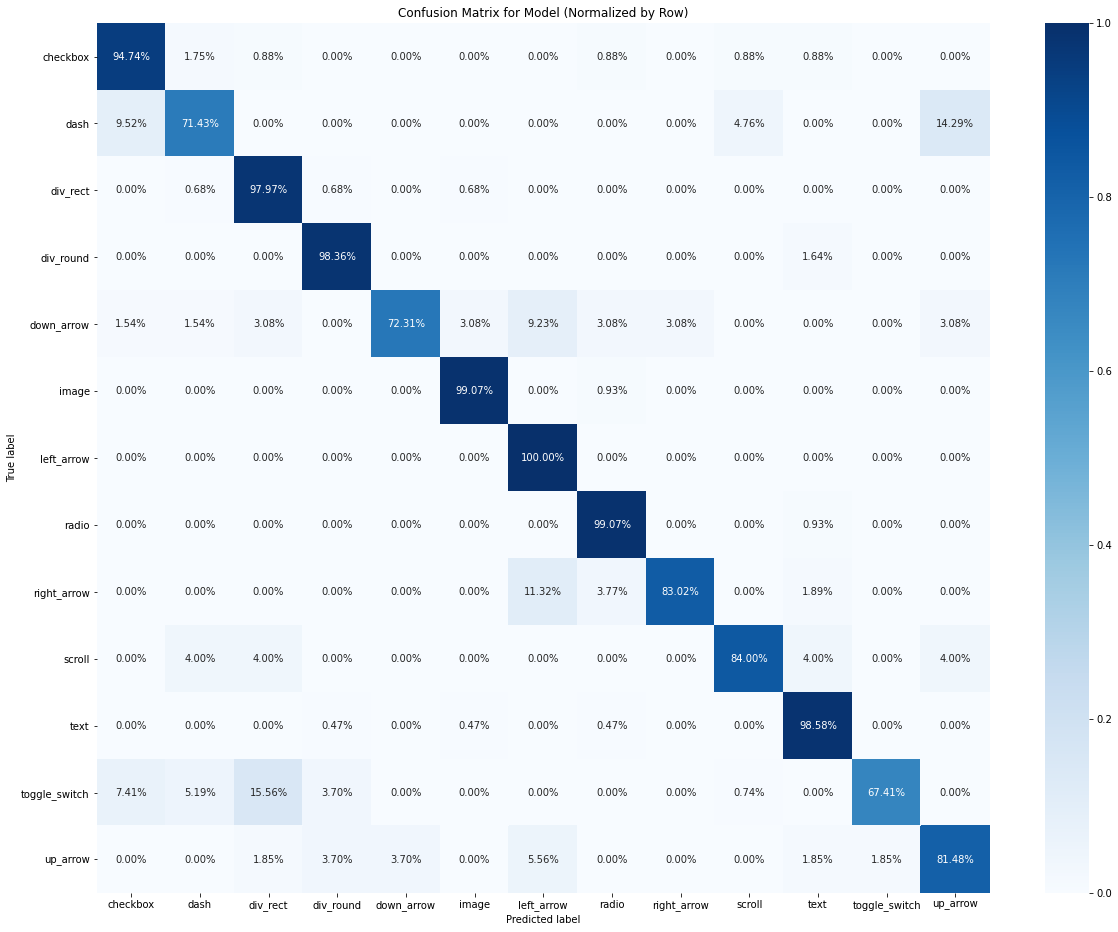 Confusion Matrix for Model (Normalized by Row)
checkbox 94.74% 1.75% 0.88% 0.00% 0.00% 0.00% 0.00% 0.88% 0.00% 0.88% 0.88% 0.00% 0.00%
dash 9.52% 71.43% 0.00% 0.00% 0.00% 0.00% 0.00% 0.00% 0.00% 4.76% 0.00% 0.00% 14.29%
div_rect 0.00% 0.68% 97.97% 0.68% 0.00% 0.68% 0.00% 0.00% 0.00% 0.00% 0.00% 0.00% 0.00%
div_round 0.00% 0.00% 0.00% 98.36% 0.00% 0.00% 0.00% 0.00% 0.00% 0.00% 1.64% 0.00% 0.00%
down_arrow 1.54% 1.54% 3.08% 0.00% 72.31% 3.08% 9.23% 3.08% 3.08% 0.00% 0.00% 0.00% 3.08%
image 0.00% 0.00% 0.00% 0.00% 0.00% 99.07% 0.00% 0.93% 0.00% 0.00% 0.00% 0.00% 0.00%
left_arrow 0.00% 0.00% 0.00% 0.00% 0.00% 0.00% 100.00% 0.00% 0.00% 0.00% 0.00% 0.00% 0.00%
radio 0.00% 0.00% 0.00% 0.00% 0.00% 0.00% 0.00% 99.07% 0.00% 0.00% 0.93% 0.00% 0.00%
right_arrow 0.00% 0.00% 0.00% 0.00% 0.00% 0.00% 11.32% 3.77% 83.02% 0.00% 1.89% 0.00% 0.00%
scroll 0.00% 4.00% 4.00% 0.00% 0.00% 0.00% 0.00% 0.00% 0.00% 84.00% 4.00% 0.00% 4.00%
text 0.00% 0.00% 0.00% 0.47% 0.00% 0.47% 0.00% 0.47% 0.00% 0.00% 98.58% 0.00% 0.00%
toggle_switch 7.41% 5.19% 15.56% 3.70% 0.00% 0.00% 0.00% 0.00% 0.00% 0.74% 0.00% 67.41% 0.00%
up_arrow 0.00% 0.00% 1.85% 3.70% 3.70% 0.00% 5.56% 0.00% 0.00% 0.00% 1.85% 1.85% 81.48%
checkbox dash div_rect div_round down_arrow image left_arrow radio right_arrow scroll text toggle_switch up_arrow
Predicted label
True label
1.0
0.8
0.6
0.4
0.2
0.0